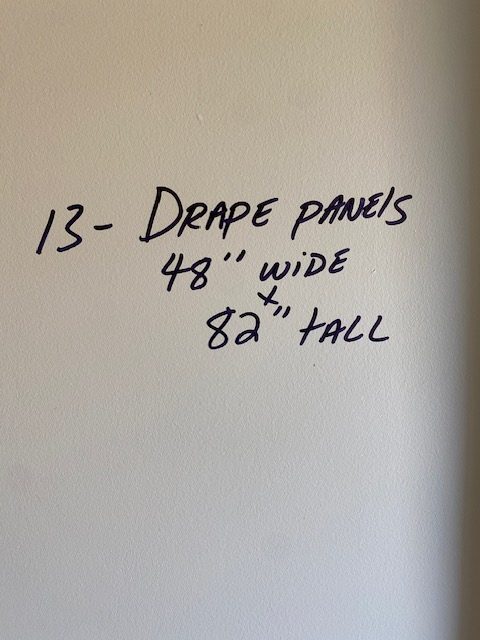 13- DRAPE PANElS
48" WiDE
x
82" tALL